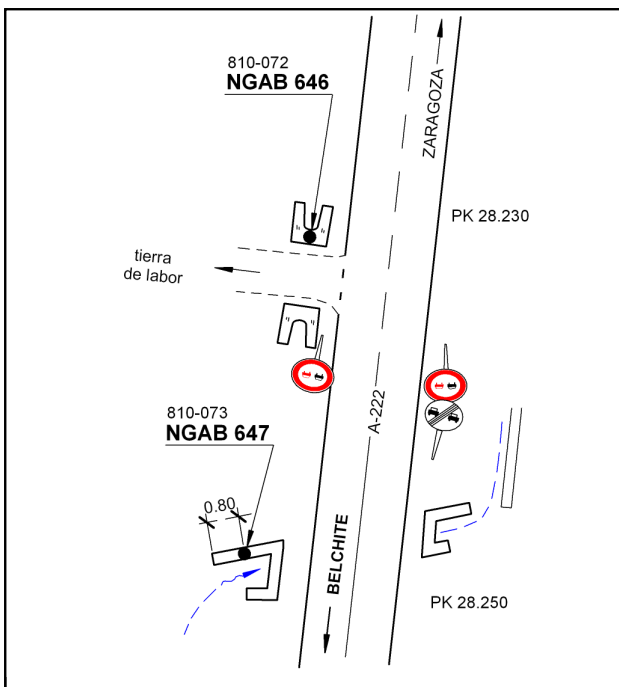 810-072
NGAB 646
ZARAGOZA
PK 28.230
tierra
de labor
A-222
810-073
NGAB 647
0.80
BELCHITE
PK 28.250